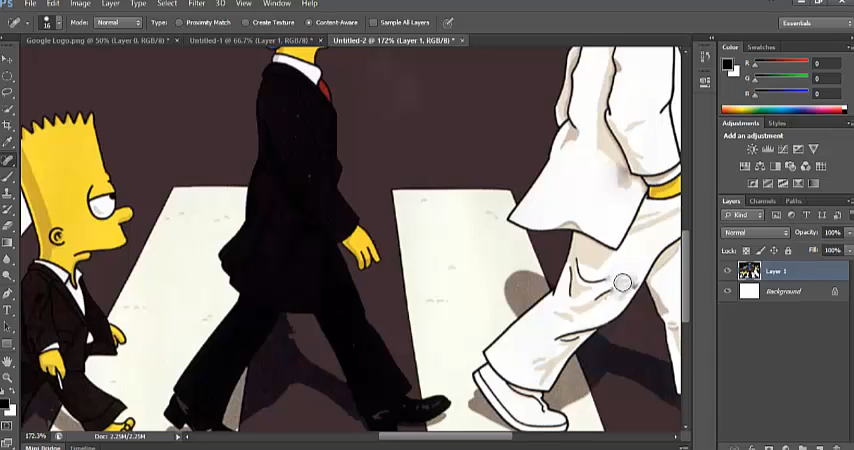 Ps File Edit Image Layer Type Select Filter 3D View Window Help
16 Mode: Normal Type: Proximity Match Create Texture Content-Aware Sample All Layers Essentials
Google Logo.png @ 50% (Layer 0, RGB/8) * × Untitled-1 @ 66.7% (Layer 1, RGB/8) * × Untitled-2 @ 172% (Layer 1, RGB/8) * ×
Color Swatches
R 0
G 0
B 0
Adjustments Styles
Add an adjustment
Layers Channels Paths
Kind
Normal Opacity: 100%
Lock: Fill: 100%
Layer 1
Background
172.3% Doc: 2.25M/2.25M
Mini Bridge Timeline